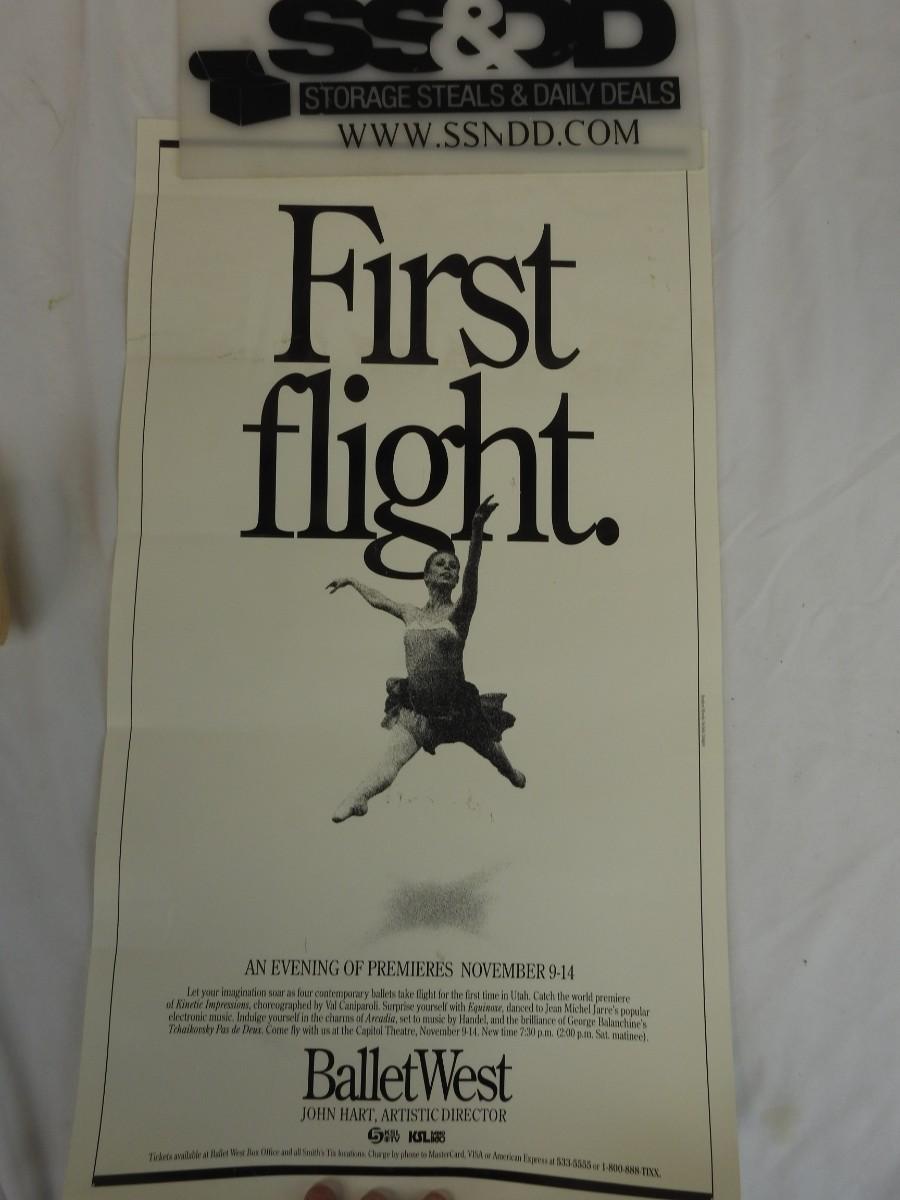 SS&DD
STORAGE STEALS & DAILY DEALS
WWW.SSNDD.COM
First
flight.
AN EVENING OF PREMIERES NOVEMBER 9-14
Let your imagination soar as four contemporary ballets take flight for the first time in Utah. Catch the world premiere
of Kinetic Impressions, choreographed by Val Caniparoli. Surprise yourself with Equinoxe, danced to Jean Michel Jarre's popular
electronic music. Indulge yourself in the charms of Arcadia, set to music by Handel, and the brilliance of George Balanchine's
Tchaikovsky Pas de Deux. Come fly with us at the Capitol Theatre, November 9-14. New time 7:30 p.m. (2:00 p.m. Sat. matinee).
BalletWest
JOHN HART, ARTISTIC DIRECTOR
5 KSL TV KSL
Tickets available at Ballet West Box Office and all Smith's Tix locations. Charge by phone to MasterCard, VISA or American Express at 533-5555 or 1-800-888-TIXX.